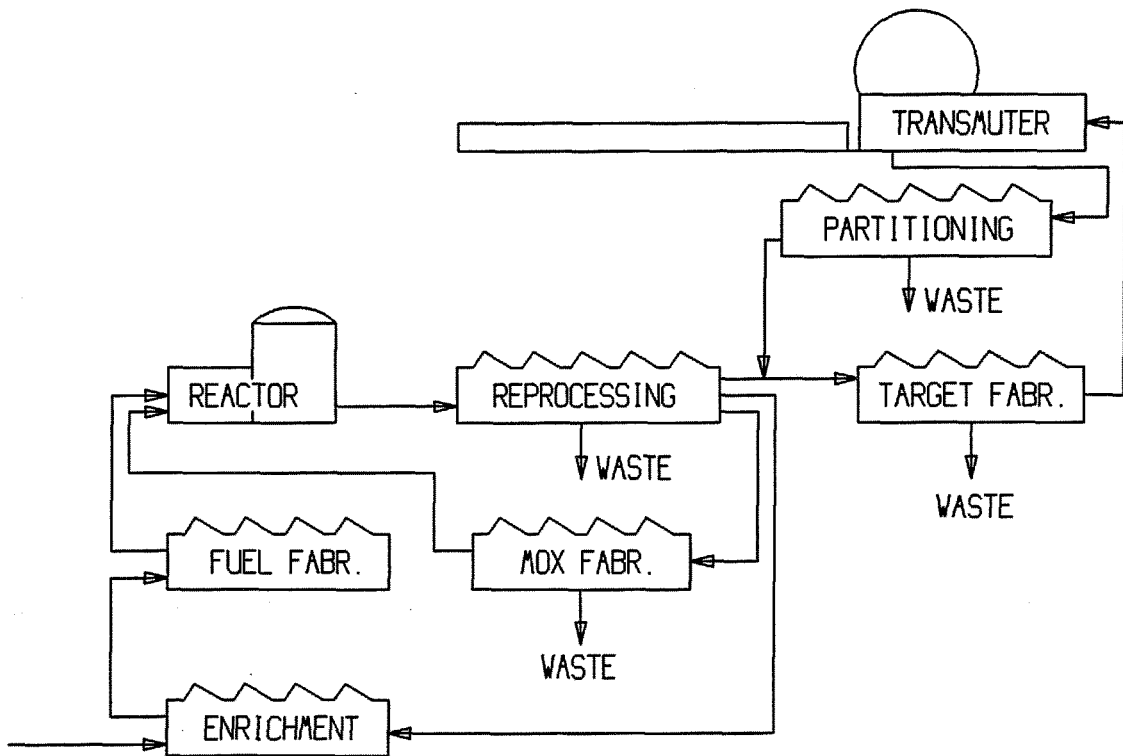 TRANSMUTER
PARTITIONING
WASTE
REACTOR
REPROCESSING
TARGET FABR.
WASTE
WASTE
FUEL FABR.
MOX FABR.
WASTE
ENRICHMENT